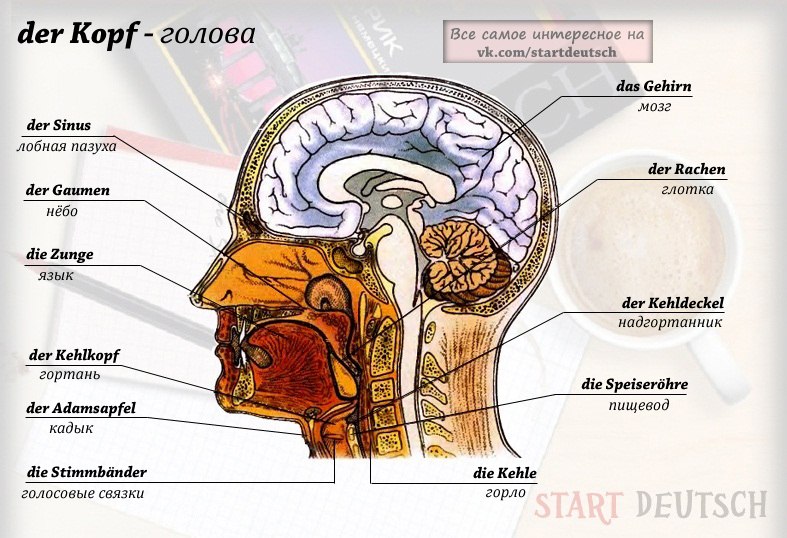 der Kopf - голова
Все самое интересное на
vk.com/startdeutsch
das Gehirn
мозг
der Sinus
лобная пазуха
der Rachen
глотка
der Gaumen
нёбо
die Zunge
язык
der Kehldeckel
надгортанник
der Kehlkopf
гортань
die Speiseröhre
пищевод
der Adamsapfel
кадык
die Stimmbänder
голосовые связки
die Kehle
горло
START DEUTSCH